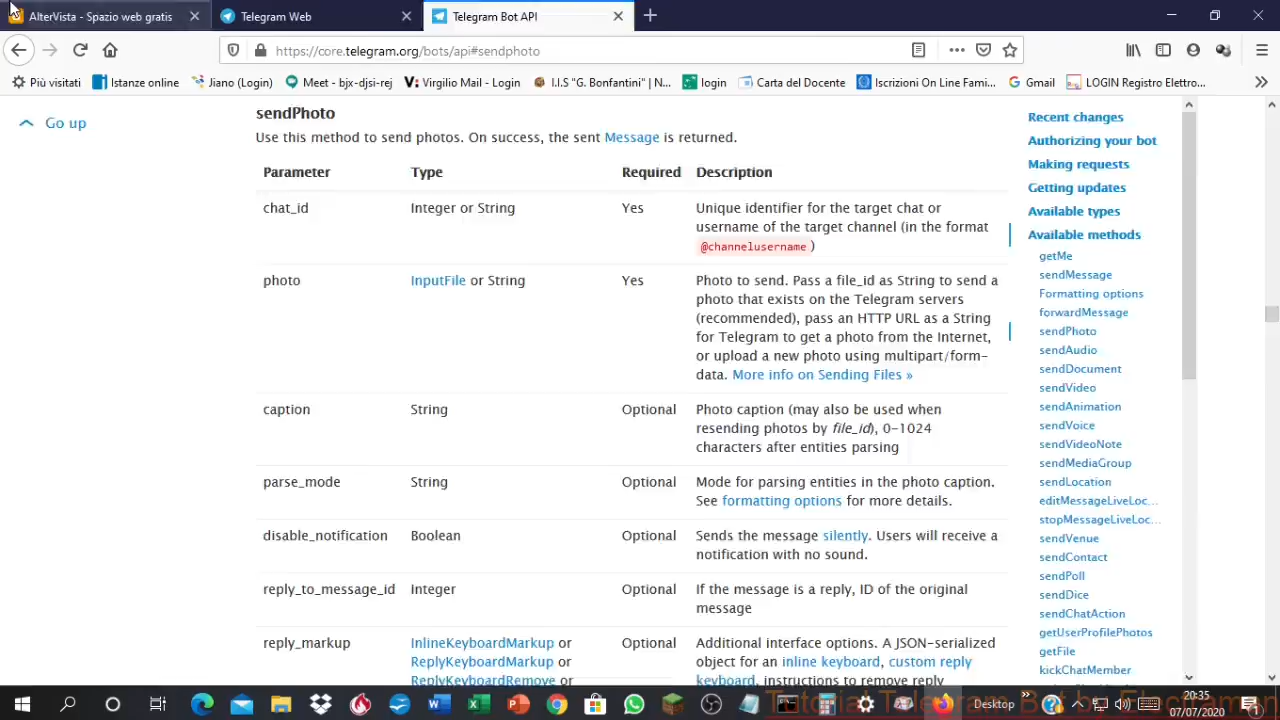 AlterVista - Spazio web gratis
Telegram Web
Telegram Bot API
https://core.telegram.org/bots/api#sendphoto
Più visitati
Istanze online
Jiano (Login)
Meet - bjx-djsi-rej
Virgilio Mail - Login
I.I.S "G. Bonfantini" | N...
login
Carta del Docente
Iscrizioni On Line Fami...
Gmail
LOGIN Registro Elettro...
Go up
sendPhoto
Use this method to send photos. On success, the sent Message is returned.
Parameter Type Required Description
chat_id Integer or String Yes Unique identifier for the target chat or
username of the target channel (in the format
@channelusername )
photo InputFile or String Yes Photo to send. Pass a file_id as String to send a
photo that exists on the Telegram servers
(recommended), pass an HTTP URL as a String
for Telegram to get a photo from the Internet,
or upload a new photo using multipart/form-
data. More info on Sending Files »
caption String Optional Photo caption (may also be used when
resending photos by file_id), 0-1024
characters after entities parsing
parse_mode String Optional Mode for parsing entities in the photo caption.
See formatting options for more details.
disable_notification Boolean Optional Sends the message silently. Users will receive a
notification with no sound.
reply_to_message_id Integer Optional If the message is a reply, ID of the original
message
reply_markup InlineKeyboardMarkup or Optional Additional interface options. A JSON-serialized
ReplyKeyboardMarkup or object for an inline keyboard, custom reply
ReplyKeyboardRemove or keyboard, instructions to remove reply
Recent changes
Authorizing your bot
Making requests
Getting updates
Available types
Available methods
getMe
sendMessage
Formatting options
forwardMessage
sendPhoto
sendAudio
sendDocument
sendVideo
sendAnimation
sendVoice
sendVideoNote
sendMediaGroup
sendLocation
editMessageLiveLoc...
stopMessageLiveLoc...
sendVenue
sendContact
sendPoll
sendDice
sendChatAction
getUserProfilePhotos
getFile
kickChatMember
Tutorial Telegram Bot by
Desktop
20:35
07/07/2020